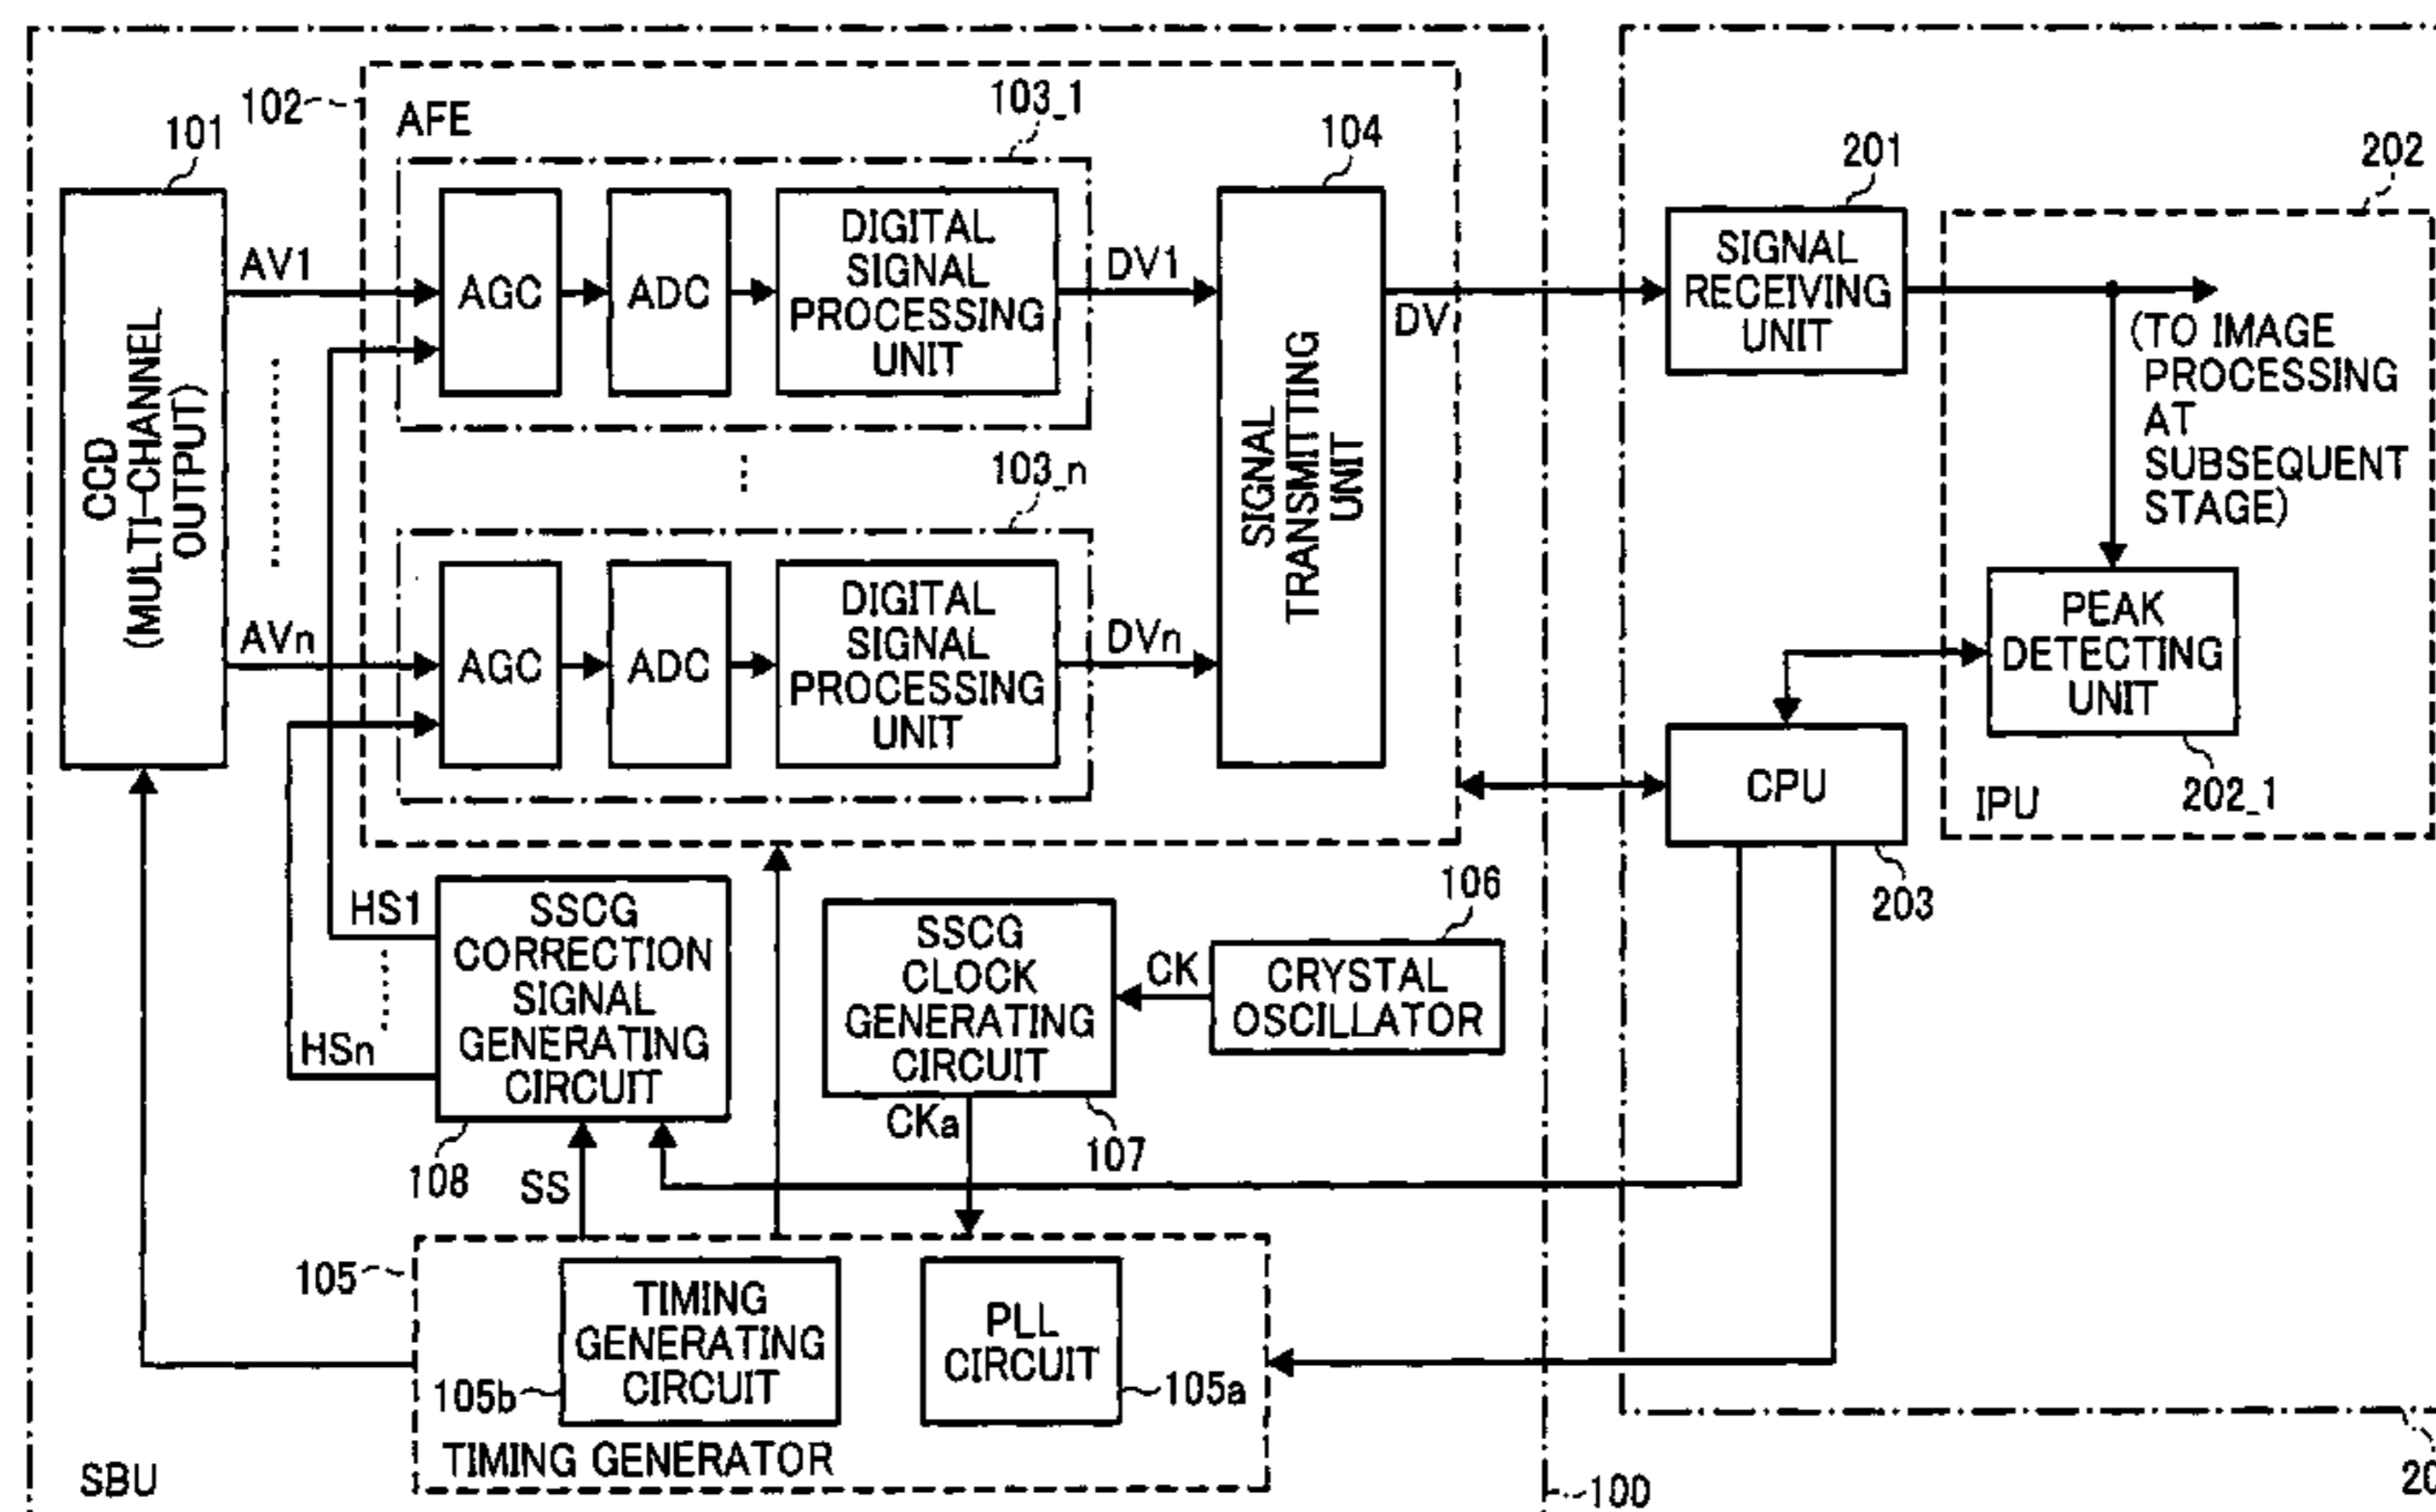 102
AFE
103_1
101
104
201
202
CCD
(MULTI-CHANNEL
OUTPUT)
AV1
AGC
ADC
DIGITAL
SIGNAL
PROCESSING
UNIT
DV1
SIGNAL
TRANSMITTING
UNIT
DV
SIGNAL
RECEIVING
UNIT
(TO IMAGE
PROCESSING
AT
SUBSEQUENT
STAGE)
103_n
AVn
AGC
ADC
DIGITAL
SIGNAL
PROCESSING
UNIT
DVn
PEAK
DETECTING
UNIT
202_1
IPU
CPU
203
HS1
HSn
SSCG
CORRECTION
SIGNAL
GENERATING
CIRCUIT
108
SS
SSCG
CLOCK
GENERATING
CIRCUIT
107
CKa
CK
106
CRYSTAL
OSCILLATOR
105
TIMING
GENERATING
CIRCUIT
105b
PLL
CIRCUIT
105a
TIMING GENERATOR
SBU
100